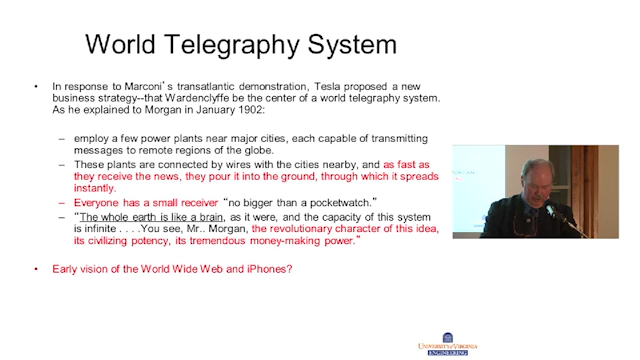 World Telegraphy System
• In response to Marconi's transatlantic demonstration, Tesla proposed a new
business strategy--that Wardenclyffe be the center of a world telegraphy system.
As he explained to Morgan in January 1902:
– employ a few power plants near major cities, each capable of transmitting
messages to remote regions of the globe.
– These plants are connected by wires with the cities nearby, and as fast as
they receive the news, they pour it into the ground, through which it spreads
instantly.
– Everyone has a small receiver “no bigger than a pocketwatch.”
– “The whole earth is like a brain, as it were, and the capacity of this system
is infinite . . . .You see, Mr.. Morgan, the revolutionary character of this idea,
its civilizing potency, its tremendous money-making power.”
• Early vision of the World Wide Web and iPhones?
UNIVERSITY of VIRGINIA
ENGINEERING